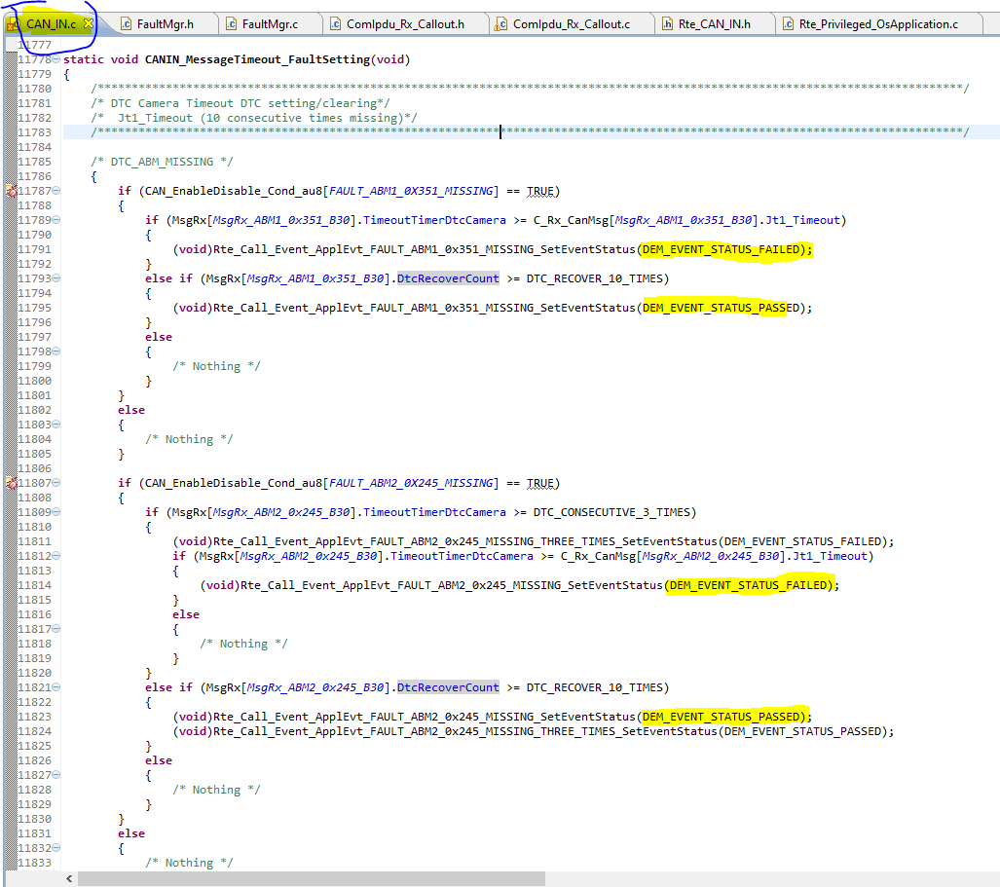 CAN_IN.c FaultMgr.h FaultMgr.c ComIpdu_Rx_Callout.h ComIpdu_Rx_Callout.c Rte_CAN_IN.h Rte_Privileged_OsApplication.c
11777
11778 static void CANIN_MessageTimeout_FaultSetting(void)
11779 {
11780 /*******************************************************************************************************************************/
11781 /* DTC Camera Timeout DTC setting/clearing*/
11782 /*  Jt1_Timeout (10 consecutive times missing)*/
11783 /*******************************************************************************************************************************/
11784
11785 /* DTC_ABM_MISSING */
11786 {
11787 if (CAN_EnableDisable_Cond_au8[FAULT_ABM1_0X351_MISSING] == TRUE)
11788 {
11789 if (MsgRx[MsgRx_ABM1_0x351_B30].TimeoutTimerDtcCamera >= C_Rx_CanMsg[MsgRx_ABM1_0x351_B30].Jt1_Timeout)
11790 {
11791 (void)Rte_Call_Event_ApplEvt_FAULT_ABM1_0x351_MISSING_SetEventStatus(DEM_EVENT_STATUS_FAILED);
11792 }
11793 else if (MsgRx[MsgRx_ABM1_0x351_B30].DtcRecoverCount >= DTC_RECOVER_10_TIMES)
11794 {
11795 (void)Rte_Call_Event_ApplEvt_FAULT_ABM1_0x351_MISSING_SetEventStatus(DEM_EVENT_STATUS_PASSED);
11796 }
11797 else
11798 {
11799 /* Nothing */
11800 }
11801 }
11802 else
11803 {
11804 /* Nothing */
11805 }
11806
11807 if (CAN_EnableDisable_Cond_au8[FAULT_ABM2_0X245_MISSING] == TRUE)
11808 {
11809 if (MsgRx[MsgRx_ABM2_0x245_B30].TimeoutTimerDtcCamera >= DTC_CONSECUTIVE_3_TIMES)
11810 {
11811 (void)Rte_Call_Event_ApplEvt_FAULT_ABM2_0x245_MISSING_THREE_TIMES_SetEventStatus(DEM_EVENT_STATUS_FAILED);
11812 if (MsgRx[MsgRx_ABM2_0x245_B30].TimeoutTimerDtcCamera >= C_Rx_CanMsg[MsgRx_ABM2_0x245_B30].Jt1_Timeout)
11813 {
11814 (void)Rte_Call_Event_ApplEvt_FAULT_ABM2_0x245_MISSING_SetEventStatus(DEM_EVENT_STATUS_FAILED);
11815 }
11816 else
11817 {
11818 /* Nothing */
11819 }
11820 }
11821 else if (MsgRx[MsgRx_ABM2_0x245_B30].DtcRecoverCount >= DTC_RECOVER_10_TIMES)
11822 {
11823 (void)Rte_Call_Event_ApplEvt_FAULT_ABM2_0x245_MISSING_SetEventStatus(DEM_EVENT_STATUS_PASSED);
11824 (void)Rte_Call_Event_ApplEvt_FAULT_ABM2_0x245_MISSING_THREE_TIMES_SetEventStatus(DEM_EVENT_STATUS_PASSED);
11825 }
11826 else
11827 {
11828 /* Nothing */
11829 }
11830 }
11831 else
11832 {
11833 /* Nothing */